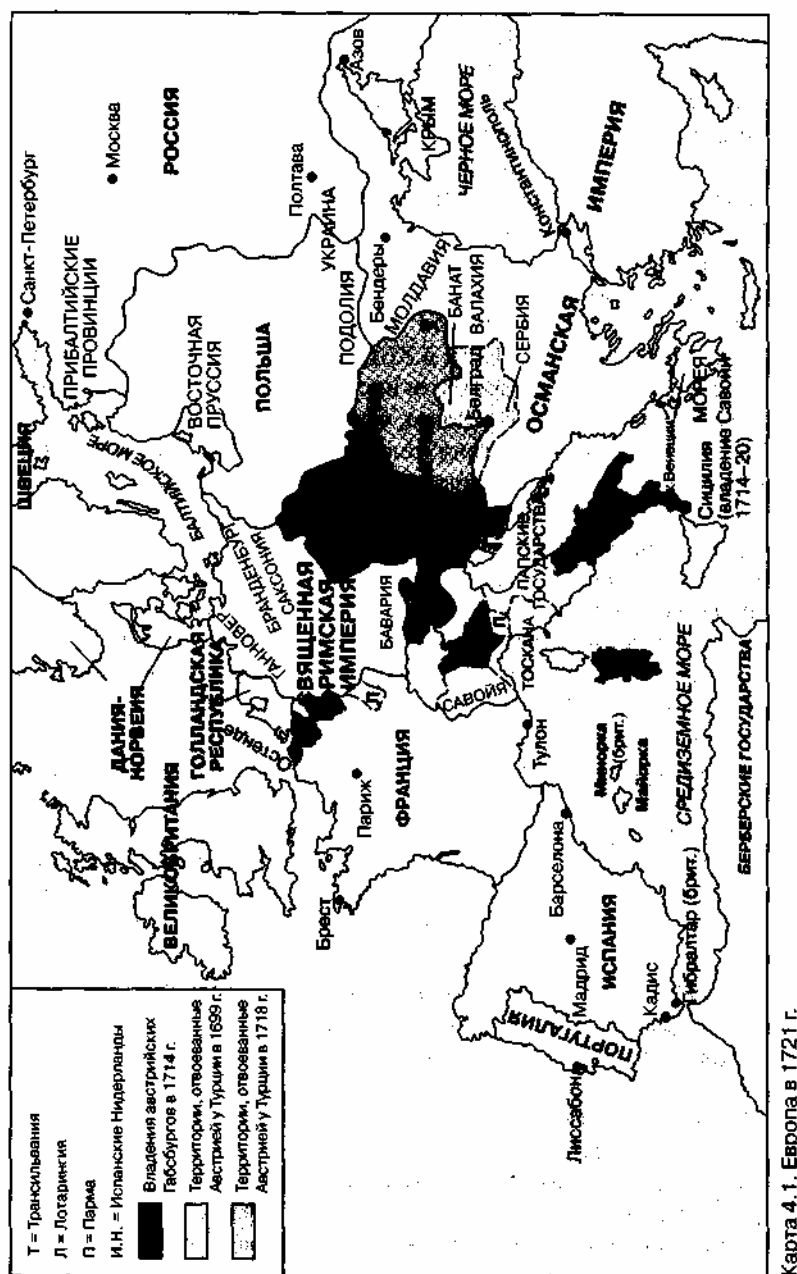 Т = Трансильвания
Л = Лотарингия
П = Парма
И.Н. = Испанские Нидерланды
Владения австрийских
Габсбургов в 1714 г.
Территории, отвоеванные
Австрией у Турции в 1699 г.
Территории, отвоеванные
Австрией у Турции в 1718 г.
ШВЕЦИЯ
Санкт-Петербург
ПРИБАЛТИЙСКИЕ
ПРОВИНЦИИ
Москва
РОССИЯ
ДАНИЯ-
НОРВЕГИЯ
БАЛТИЙСКОЕ МОРЕ
ВОСТОЧНАЯ
ПРУССИЯ
ВЕЛИКОБРИТАНИЯ
ГОЛЛАНДСКАЯ
РЕСПУБЛИКА
ГАННОВЕР
БРАНДЕНБУРГ
САКСОНИЯ
ПОЛЬША
Полтава
УКРАИНА
Остенде
СВЯЩЕННАЯ
РИМСКАЯ
ИМПЕРИЯ
ПОДОЛИЯ
Азов
Брест
Париж
Л
БАВАРИЯ
Бендеры
МОЛДАВИЯ
КРЫМ
ФРАНЦИЯ
САВОЙЯ
П
БАНАТ
Белград
ВАЛАХИЯ
СЕРБИЯ
ЧЕРНОЕ МОРЕ
Тулон
ТОСКАНА
ПАПСКИЕ
ГОСУДАРСТВА
ОСМАНСКАЯ
ИМПЕРИЯ
Константинополь
ПОРТУГАЛИЯ
Лиссабон
Мадрид
ИСПАНИЯ
Барселона
Минорка
(брит.)
Майорка
Кадис
Гибралтар (брит.)
СРЕДИЗЕМНОЕ МОРЕ
к Венеции
МОРЕЯ
Сицилия
(владение Савойи
1714–20)
БЕРБЕРСКИЕ ГОСУДАРСТВА
Карта 4.1. Европа в 1721 г.